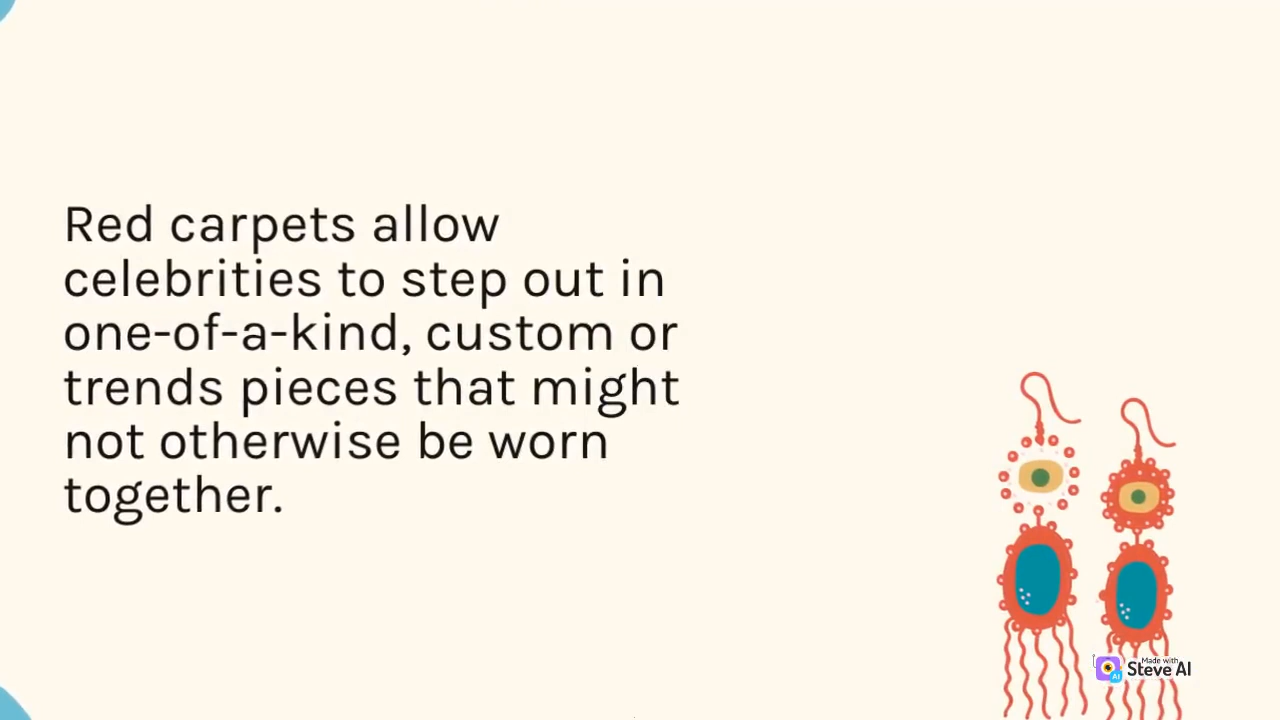 Red carpets allow
celebrities to step out in
one-of-a-kind, custom or
trends pieces that might
not otherwise be worn
together.
Made with
Steve AI
AI